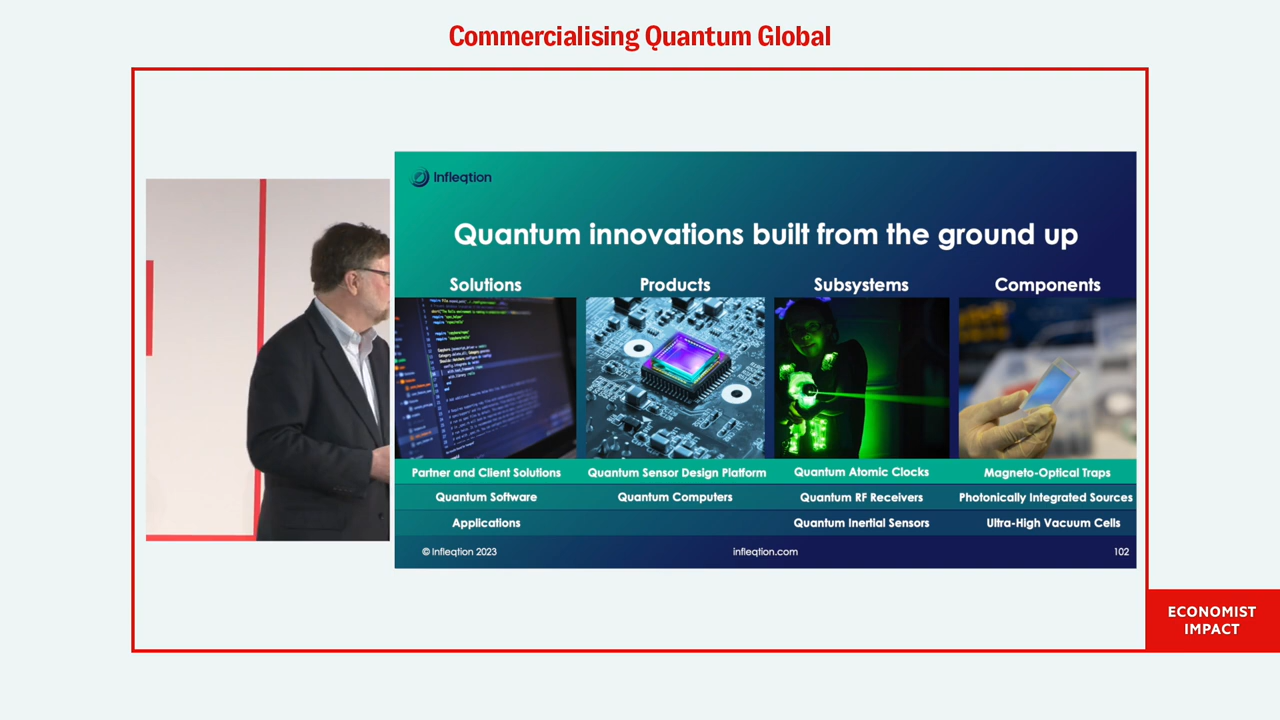 Commercialising Quantum Global
Infleqtion
Quantum innovations built from the ground up
Solutions
Products
Subsystems
Components
Partner and Client Solutions
Quantum Sensor Design Platform
Quantum Atomic Clocks
Magneto-Optical Traps
Quantum Software
Quantum Computers
Quantum RF Receivers
Photonically Integrated Sources
Applications
Quantum Inertial Sensors
Ultra-High Vacuum Cells
© Infleqtion 2023
infleqtion.com
102
ECONOMIST
IMPACT